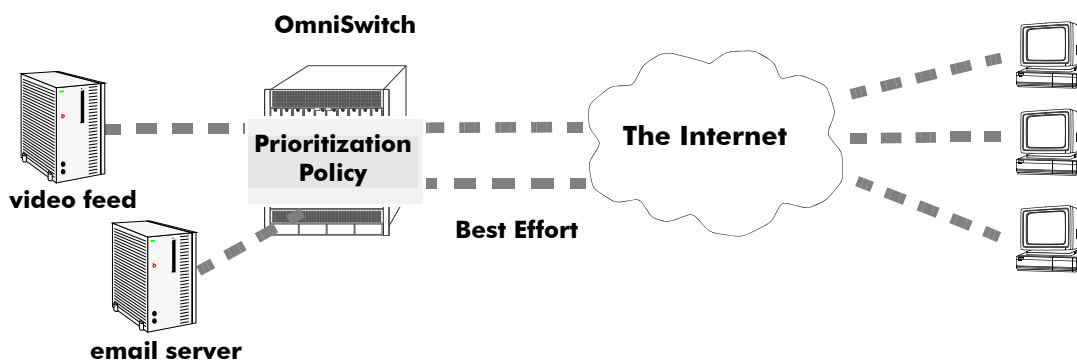 OmniSwitch
Prioritization
Policy
The Internet
video feed
Best Effort
email server